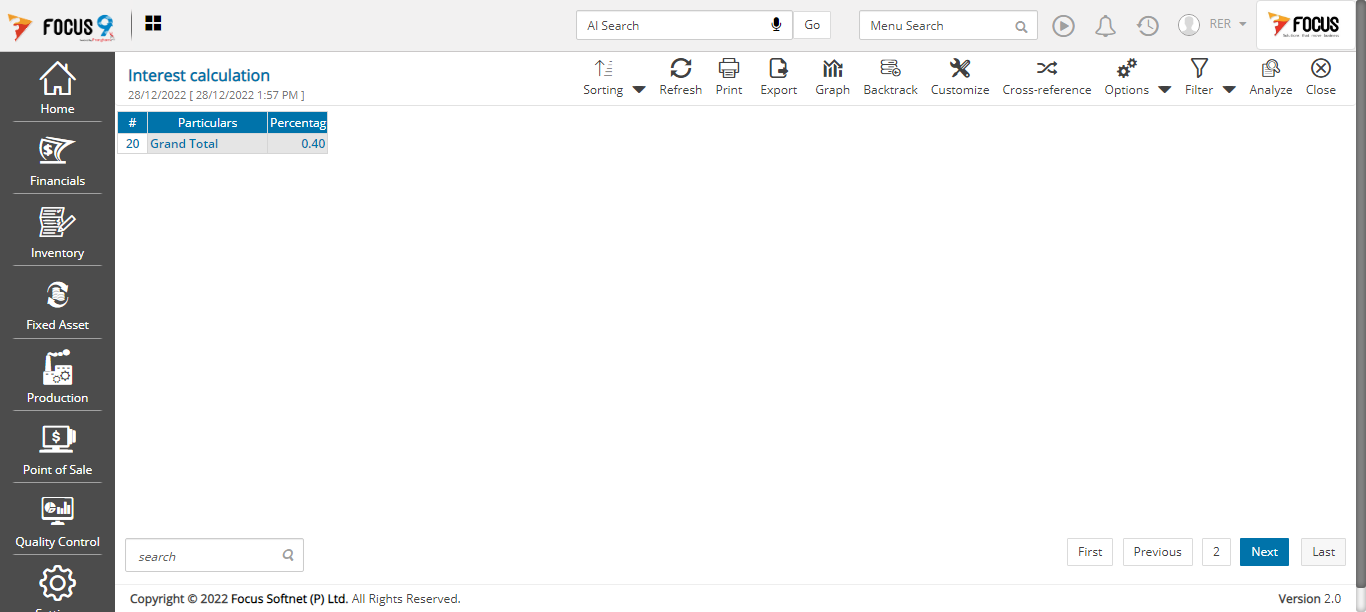 FOCUS 9
AI Search
Go
Menu Search
RER
FOCUS
Home
Financials
Inventory
Fixed Asset
Production
Point of Sale
Quality Control
Interest calculation
28/12/2022 [ 28/12/2022 1:57 PM ]
Sorting
Refresh
Print
Export
Graph
Backtrack
Customize
Cross-reference
Options
Filter
Analyze
Close
# Particulars Percentag
20 Grand Total 0.40
search
First
Previous
2
Next
Last
Copyright © 2022 Focus Softnet (P) Ltd. All Rights Reserved.
Version 2.0